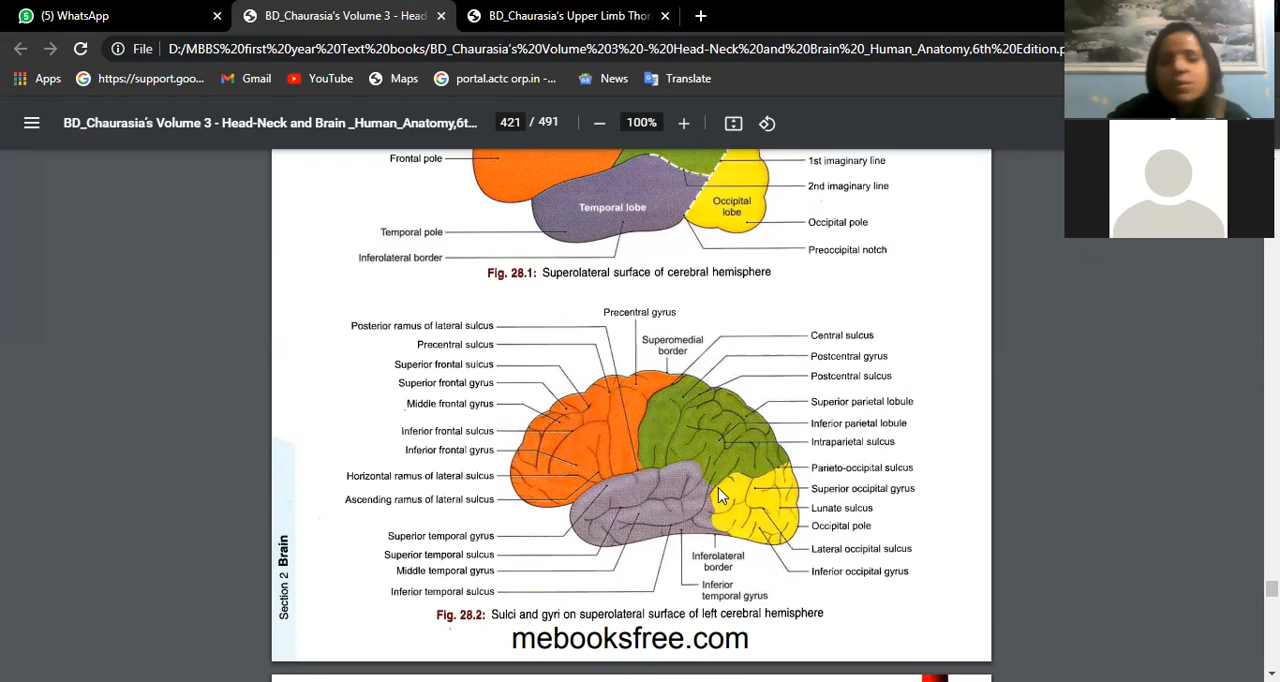 (5) WhatsApp
BD_Chaurasia's Volume 3 - Head
BD_Chaurasia's Upper Limb Thor
File
D:/MBBS%20first%20year%20Text%20books/BD_Chaurasia's%20Volume%203%20-%20Head-Neck%20and%20Brain%20_Human_Anatomy,6th%20Edition.p
Apps
https://support.goo...
Gmail
YouTube
Maps
portal.actc orp.in -...
News
Translate
BD_Chaurasia's Volume 3 - Head-Neck and Brain _Human_Anatomy,6t...
421 / 491
100%
Frontal pole
1st imaginary line
2nd imaginary line
Temporal lobe
Occipital
lobe
Occipital pole
Temporal pole
Preoccipital notch
Inferolateral border
Fig. 28.1: Superolateral surface of cerebral hemisphere
Precentral gyrus
Posterior ramus of lateral sulcus
Superomedial
border
Central sulcus
Precentral sulcus
Postcentral gyrus
Superior frontal sulcus
Postcentral sulcus
Superior frontal gyrus
Middle frontal gyrus
Superior parietal lobule
Inferior frontal sulcus
Inferior parietal lobule
Inferior frontal gyrus
Intraparietal sulcus
Horizontal ramus of lateral sulcus
Parieto-occipital sulcus
Ascending ramus of lateral sulcus
Superior occipital gyrus
Lunate sulcus
Occipital pole
Superior temporal gyrus
Lateral occipital sulcus
Superior temporal sulcus
Inferolateral
border
Middle temporal gyrus
Inferior occipital gyrus
Inferior temporal sulcus
Inferior
temporal gyrus
Section 2 Brain
Fig. 28.2: Sulci and gyri on superolateral surface of left cerebral hemisphere
mebooksfree.com